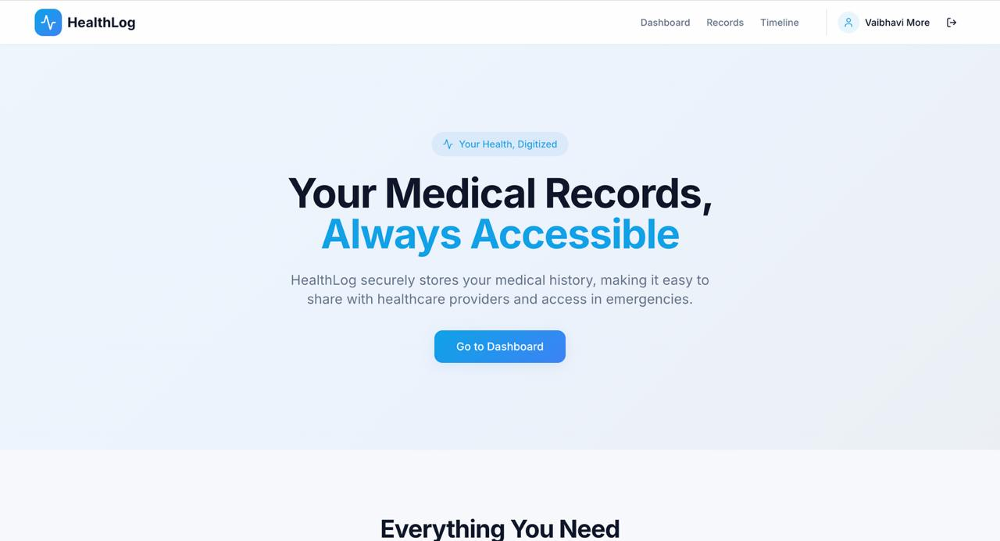 HealthLog
Dashboard
Records
Timeline
Vaibhavi More
Your Health, Digitized
Your Medical Records,
Always Accessible
HealthLog securely stores your medical history, making it easy to
share with healthcare providers and access in emergencies.
Go to Dashboard
Everything You Need